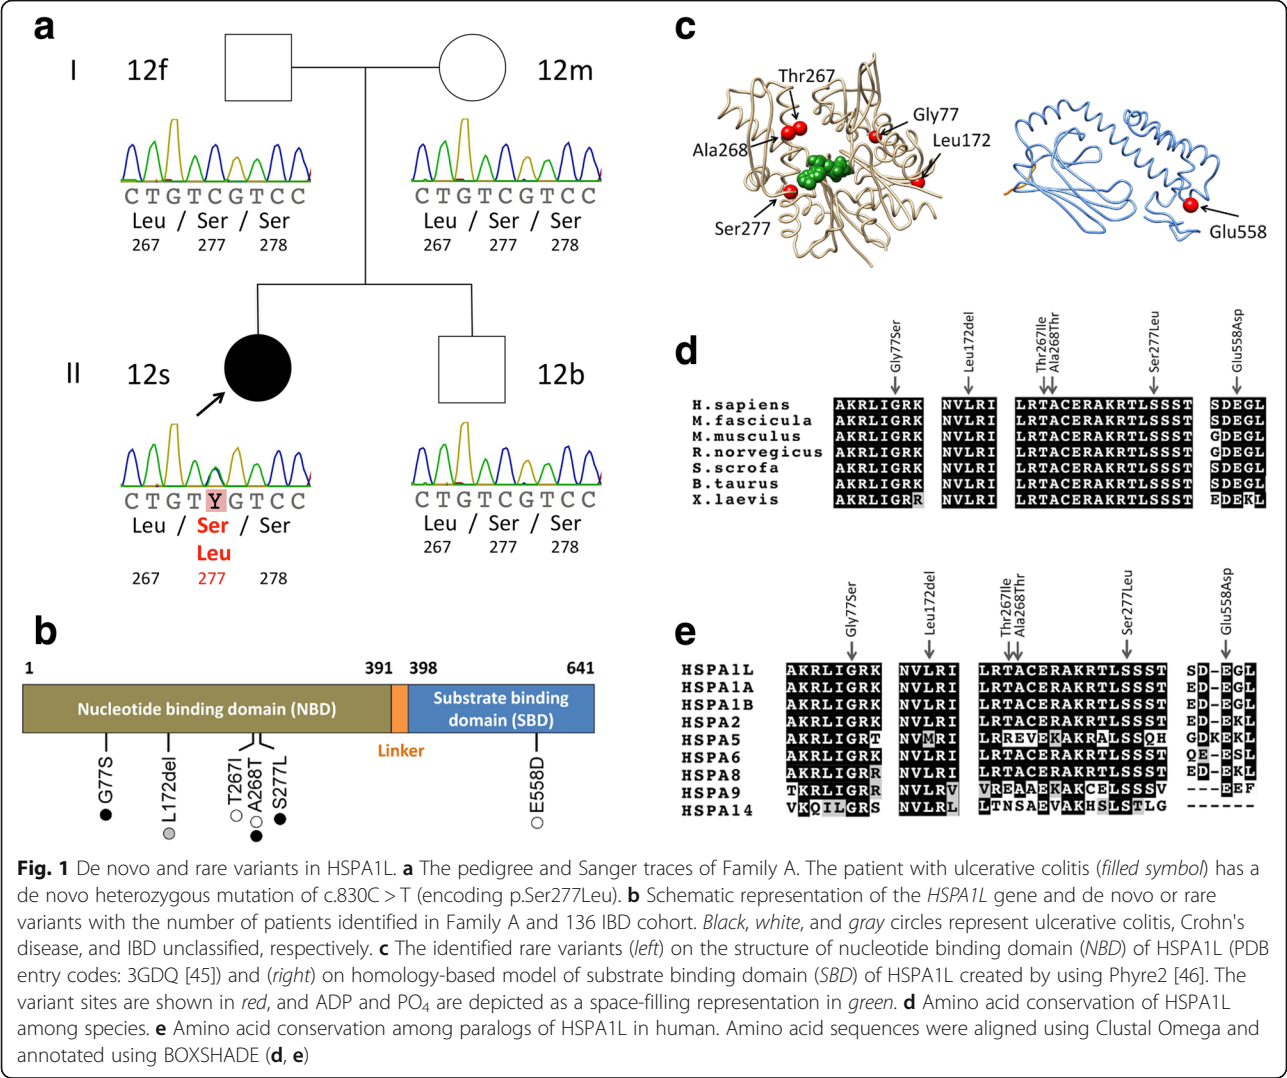 a
I
12f
12m
C T G T C G T C C
Leu / Ser / Ser
267 277 278
C T G T C G T C C
Leu / Ser / Ser
267 277 278
II
12s
12b
C T G T Y G T C C
Leu / Ser / Ser
Leu
267 277 278
C T G T C G T C C
Leu / Ser / Ser
267 277 278
b
1 391 398 641
Nucleotide binding domain (NBD)
Substrate binding
domain (SBD)
Linker
G77S
L172del
T267I
A268T
S277L
E558D
c
Thr267
Gly77
Ala268
Leu172
Ser277
Glu558
d
Gly77Ser
Leu172del
Thr267Ile
Ala268Thr
Ser277Leu
Glu558Asp
H.sapiens AKRLIGRK NVLRI LRTACERAKRTLSSST SDEGL
M.fascicula AKRLIGRK NVLRI LRTACERAKRTLSSST SDEGL
M.musculus AKRLIGRK NVLRI LRTACERAKRTLSSST GDEGL
R.norvegicus AKRLIGRK NVLRI LRTACERAKRTLSSST GDEGL
S.scrofa AKRLIGRK NVLRI LRTACERAKRTLSSST SDEGL
B.taurus AKRLIGRK NVLRI LRTACERAKRTLSSST SDEGL
X.laevis AKRLIGRR NVLRI LRTACERAKRTLSSST EDEKL
e
Gly77Ser
Leu172del
Thr267Ile
Ala268Thr
Ser277Leu
Glu558Asp
HSPA1L AKRLIGRK NVLRI LRTACERAKRTLSSST SD-EGL
HSPA1A AKRLIGRK NVLRI LRTACERAKRTLSSST ED-EGL
HSPA1B AKRLIGRK NVLRI LRTACERAKRTLSSST ED-EGL
HSPA2 AKRLIGRK NVLRI LRTACERAKRTLSSST ED-EKL
HSPA5 AKRLIGRT NVMRI LRREVEKAKRALSSQH GDKEKL
HSPA6 AKRLIGRK NVLRI LRTACERAKRTLSSST QE-ESL
HSPA8 AKRLIGRR NVLRI LRTACERAKRTLSSSV ED-EKL
HSPA9 TKRLIGRR NVLRV VREAAEKAKCELSSSV ---EEF
HSPA14 VKQILGRS NVLRL LTNSAEVAKHSLSTLG ------
Fig. 1 De novo and rare variants in HSPA1L. a The pedigree and Sanger traces of Family A. The patient with ulcerative colitis (filled symbol) has a
de novo heterozygous mutation of c.830C > T (encoding p.Ser277Leu). b Schematic representation of the HSPA1L gene and de novo or rare
variants with the number of patients identified in Family A and 136 IBD cohort. Black, white, and gray circles represent ulcerative colitis, Crohn's
disease, and IBD unclassified, respectively. c The identified rare variants (left) on the structure of nucleotide binding domain (NBD) of HSPA1L (PDB
entry codes: 3GDQ [45]) and (right) on homology-based model of substrate binding domain (SBD) of HSPA1L created by using Phyre2 [46]. The
variant sites are shown in red, and ADP and PO₄ are depicted as a space-filling representation in green. d Amino acid conservation of HSPA1L
among species. e Amino acid conservation among paralogs of HSPA1L in human. Amino acid sequences were aligned using Clustal Omega and
annotated using BOXSHADE (d, e)